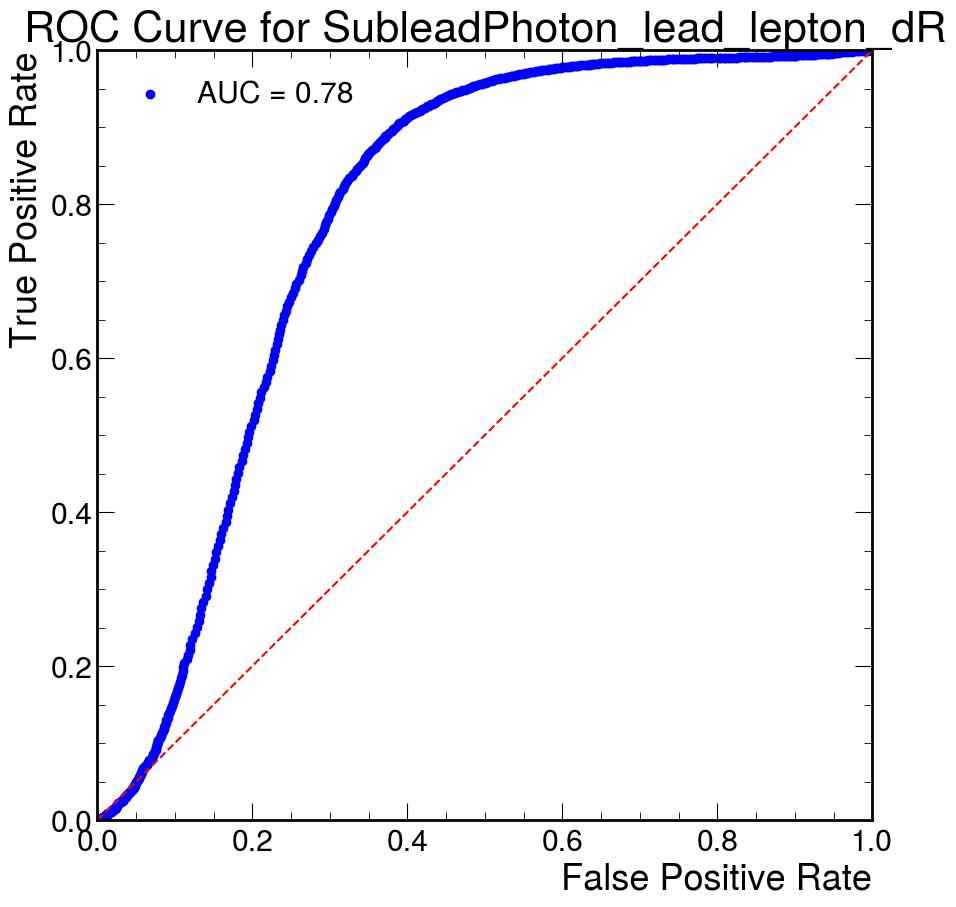 ROC Curve for SubleadPhoton_lead_lepton_dR
True Positive Rate
1.0
0.8
0.6
0.4
0.2
0.0
AUC = 0.78
0.0 0.2 0.4 0.6 0.8 1.0
False Positive Rate